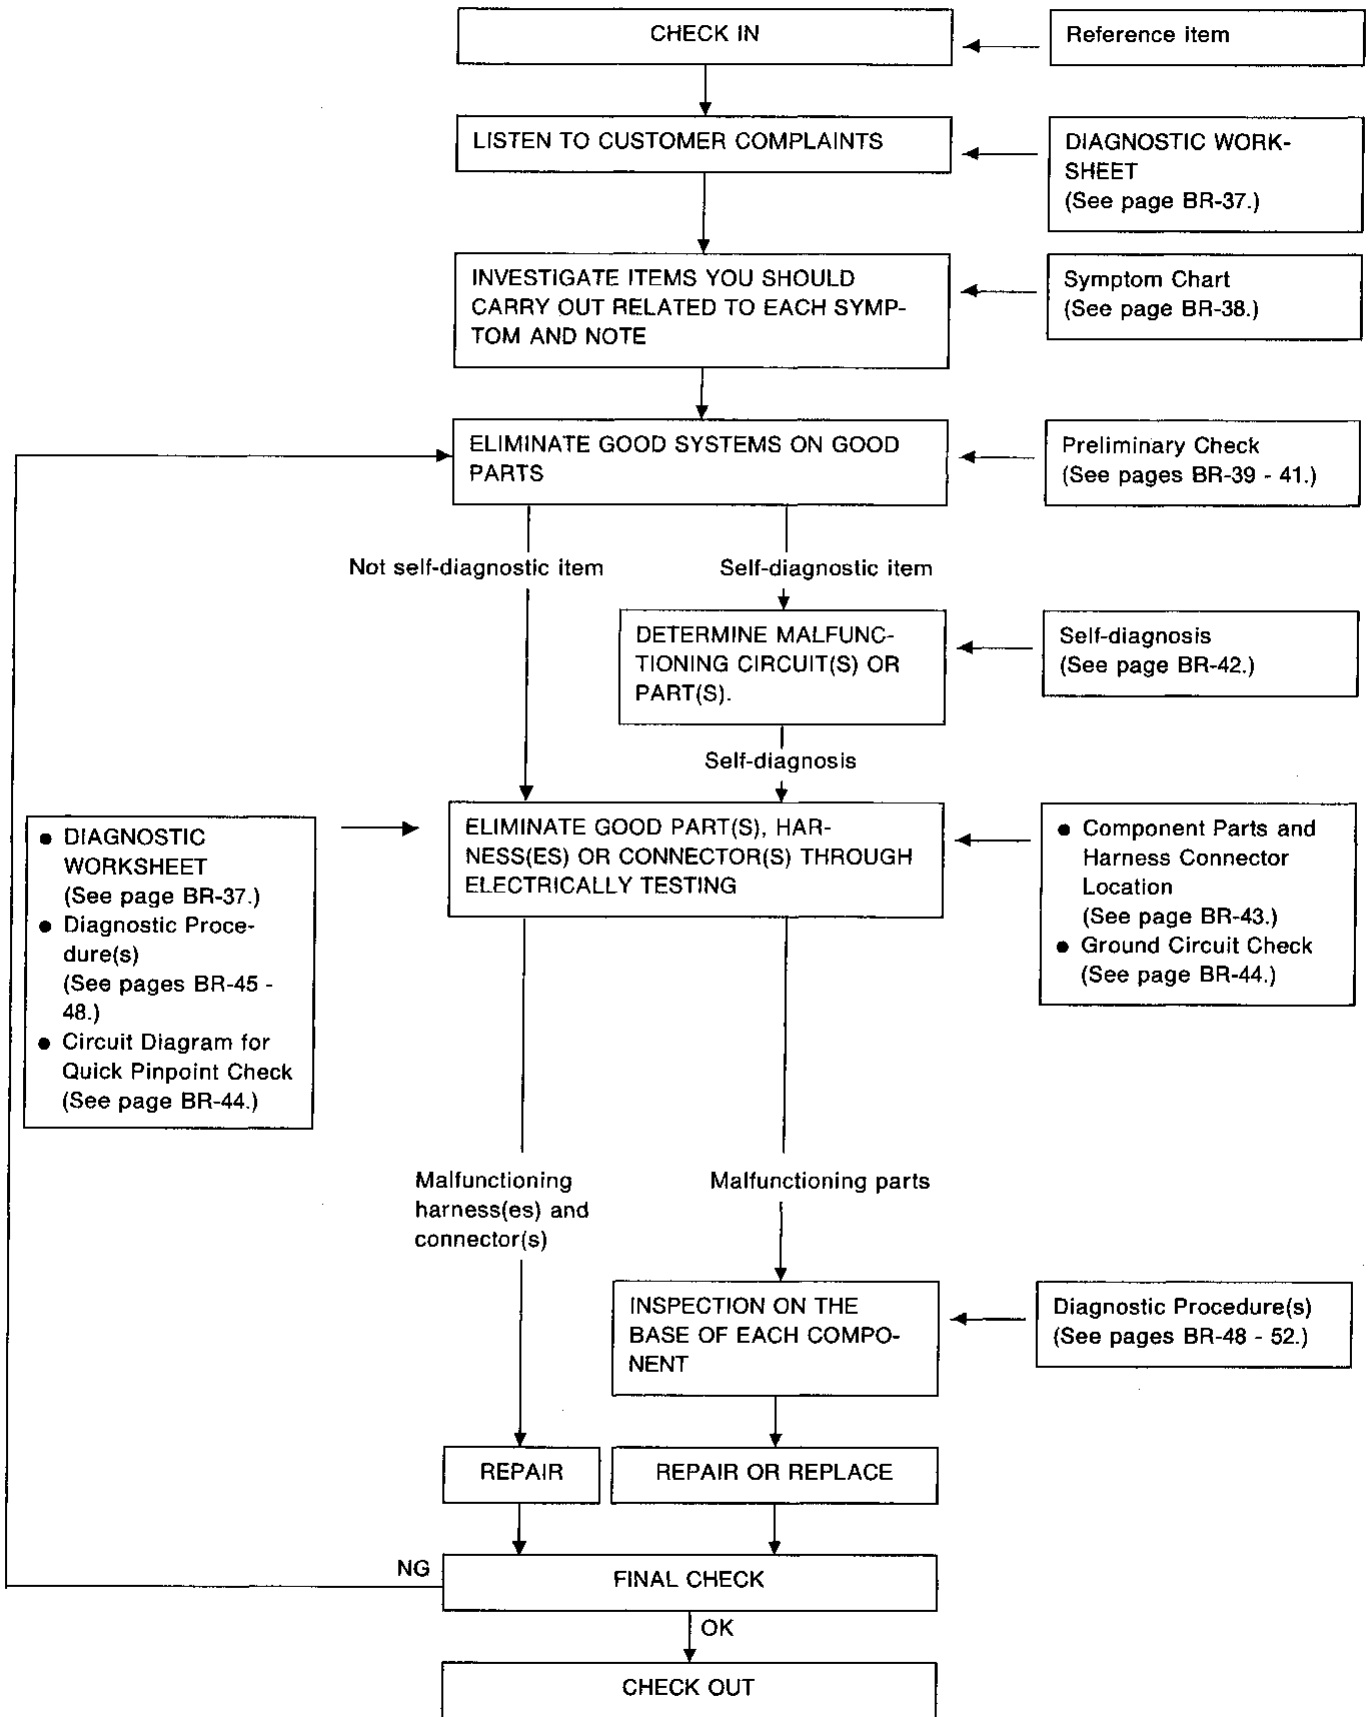 CHECK IN
Reference item
LISTEN TO CUSTOMER COMPLAINTS
DIAGNOSTIC WORK-
SHEET
(See page BR-37.)
INVESTIGATE ITEMS YOU SHOULD
CARRY OUT RELATED TO EACH SYMP-
TOM AND NOTE
Symptom Chart
(See page BR-38.)
ELIMINATE GOOD SYSTEMS ON GOOD
PARTS
Preliminary Check
(See pages BR-39 - 41.)
Not self-diagnostic item
Self-diagnostic item
DETERMINE MALFUNC-
TIONING CIRCUIT(S) OR
PART(S).
Self-diagnosis
(See page BR-42.)
Self-diagnosis
● DIAGNOSTIC
WORKSHEET
(See page BR-37.)
● Diagnostic Proce-
dure(s)
(See pages BR-45 -
48.)
● Circuit Diagram for
Quick Pinpoint Check
(See page BR-44.)
ELIMINATE GOOD PART(S), HAR-
NESS(ES) OR CONNECTOR(S) THROUGH
ELECTRICALLY TESTING
● Component Parts and
Harness Connector
Location
(See page BR-43.)
● Ground Circuit Check
(See page BR-44.)
Malfunctioning
harness(es) and
connector(s)
Malfunctioning parts
INSPECTION ON THE
BASE OF EACH COMPO-
NENT
Diagnostic Procedure(s)
(See pages BR-48 - 52.)
REPAIR
REPAIR OR REPLACE
NG
FINAL CHECK
OK
CHECK OUT